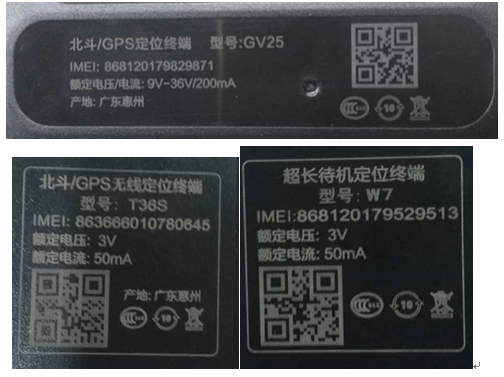 北斗/GPS定位终端 型号:GV25
IMEI: 868120179829871
额定电压/电流: 9V-36V/200mA
产地: 广东惠州
北斗/GPS无线定位终端
型号: T36S
IMEI: 863666010780645
额定电压: 3V
额定电流: 50mA
产地: 广东惠州
超长待机定位终端
型号: W7
IMEI:868120179529513
额定电压: 3V
额定电流: 50mA